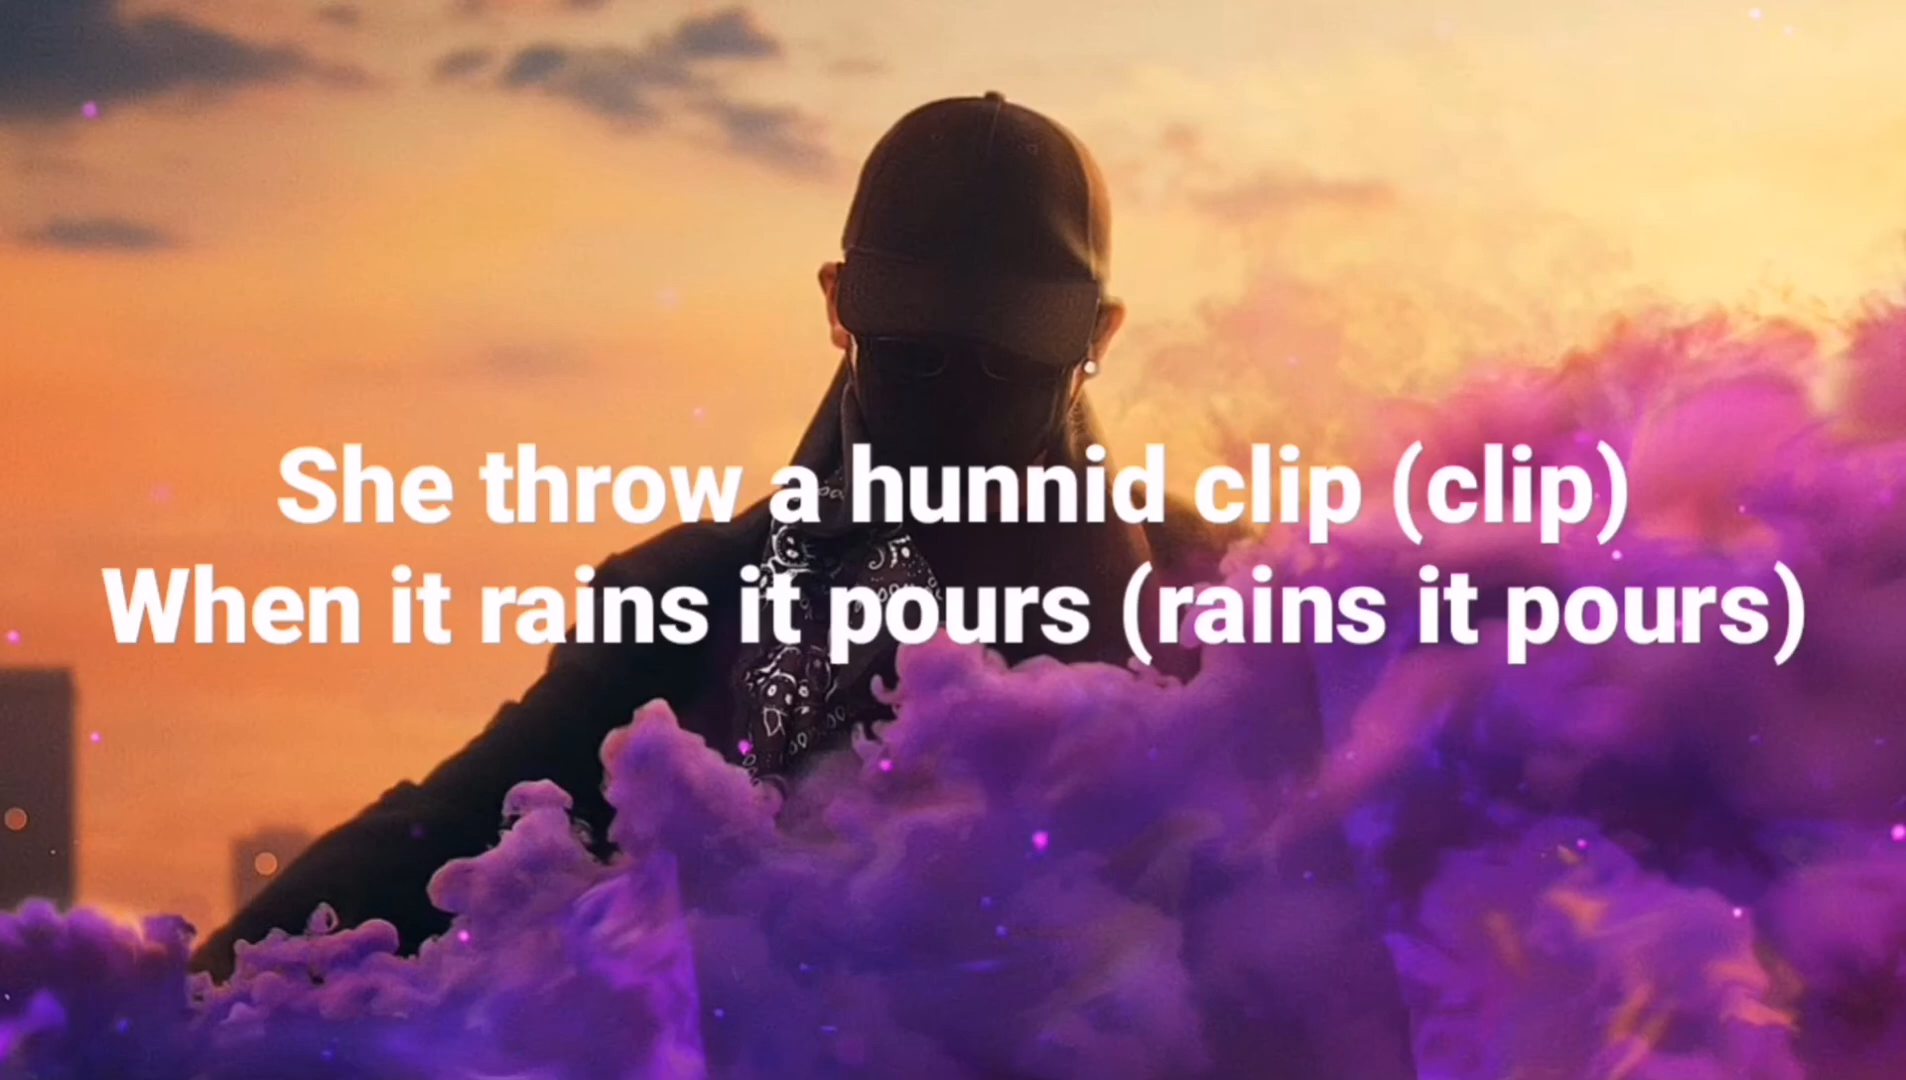 She throw a hunnid clip (clip)
When it rains it pours (rains it pours)